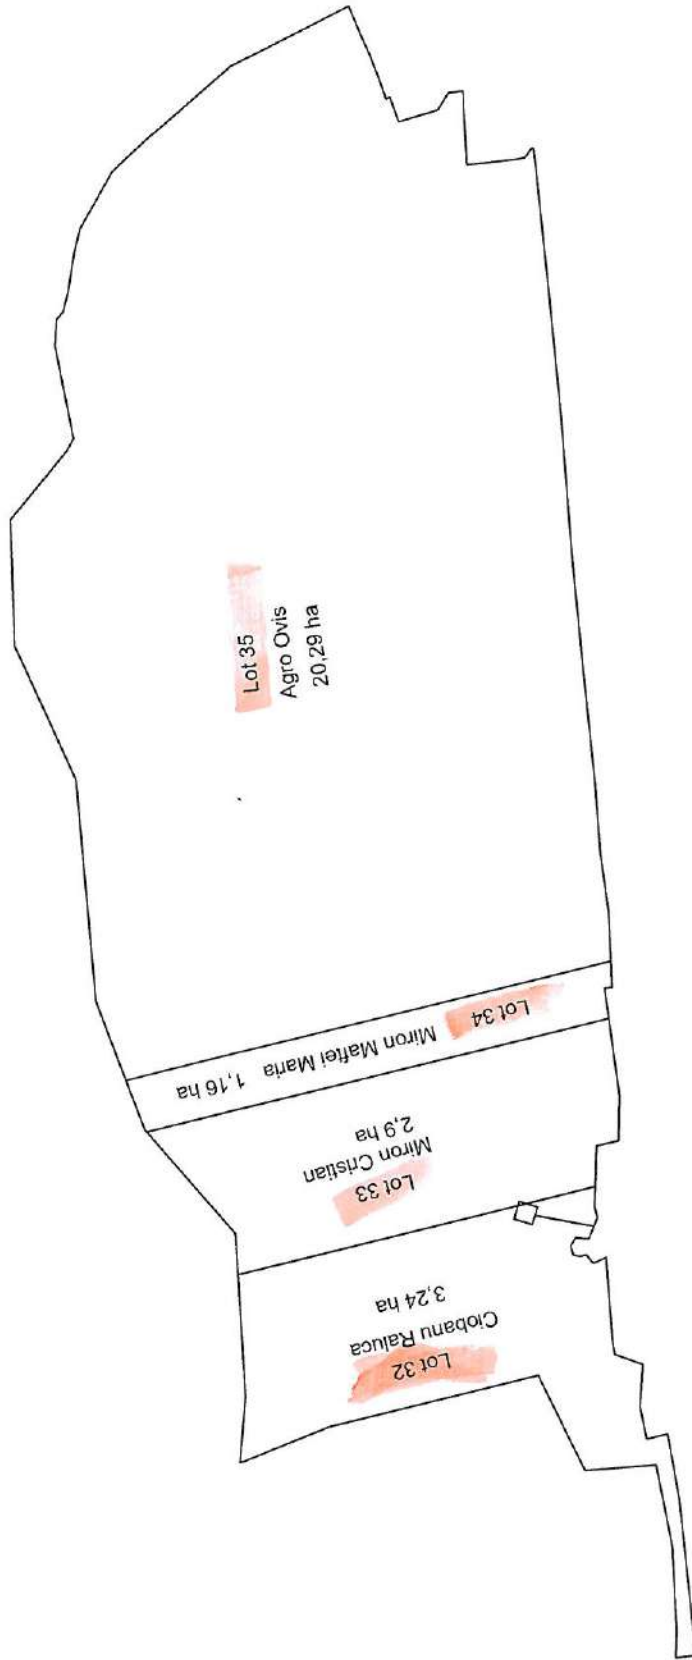 Lot 35
Agro Ovis
20,29 ha
Lot 34
Miron Maftei Maria 1,16 ha
Lot 33
Miron Cristian
2,9 ha
Lot 32
Ciobanu Raluca
3,24 ha